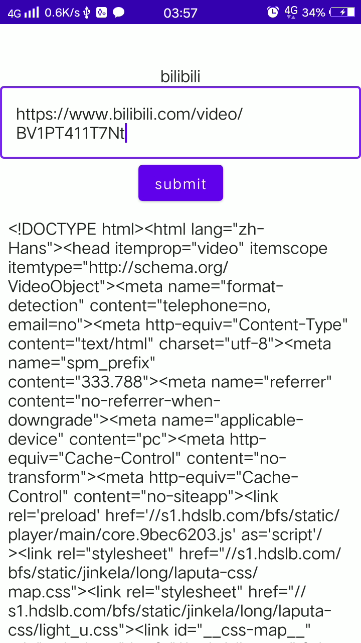 4G 0.6K/s 03:57 4G 34%
bilibili
https://www.bilibili.com/video/
BV1PT411T7Nt
submit
<!DOCTYPE html><html lang="zh-
Hans"><head itemprop="video" itemscope
itemtype="http://schema.org/
VideoObject"><meta name="format-
detection" content="telephone=no,
email=no"><meta http-equiv="Content-Type"
content="text/html" charset="utf-8"><meta
name="spm_prefix"
content="333.788"><meta name="referrer"
content="no-referrer-when-
downgrade"><meta name="applicable-
device" content="pc"><meta http-
equiv="Cache-Control" content="no-
transform"><meta http-equiv="Cache-
Control" content="no-siteapp"><link
rel='preload' href='//s1.hdslb.com/bfs/static/
player/main/core.9bec6203.js' as='script'/
><link rel="stylesheet" href="//s1.hdslb.com/
bfs/static/jinkela/long/laputa-css/
map.css"><link rel="stylesheet" href="//
s1.hdslb.com/bfs/static/jinkela/long/laputa-
css/light_u.css"><link id="__css-map__"